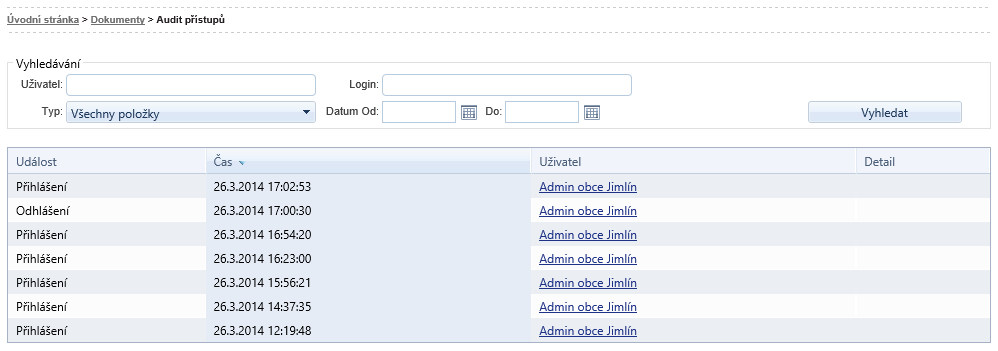 Úvodní stránka > Dokumenty > Audit přístupů
Vyhledávání
Uživatel: Login:
Typ: Všechny položky Datum Od: Do: Vyhledat
Událost Čas Uživatel Detail
Přihlášení 26.3.2014 17:02:53 Admin obce Jimlín
Odhlášení 26.3.2014 17:00:30 Admin obce Jimlín
Přihlášení 26.3.2014 16:54:20 Admin obce Jimlín
Přihlášení 26.3.2014 16:23:00 Admin obce Jimlín
Přihlášení 26.3.2014 15:56:21 Admin obce Jimlín
Přihlášení 26.3.2014 14:37:35 Admin obce Jimlín
Přihlášení 26.3.2014 12:19:48 Admin obce Jimlín